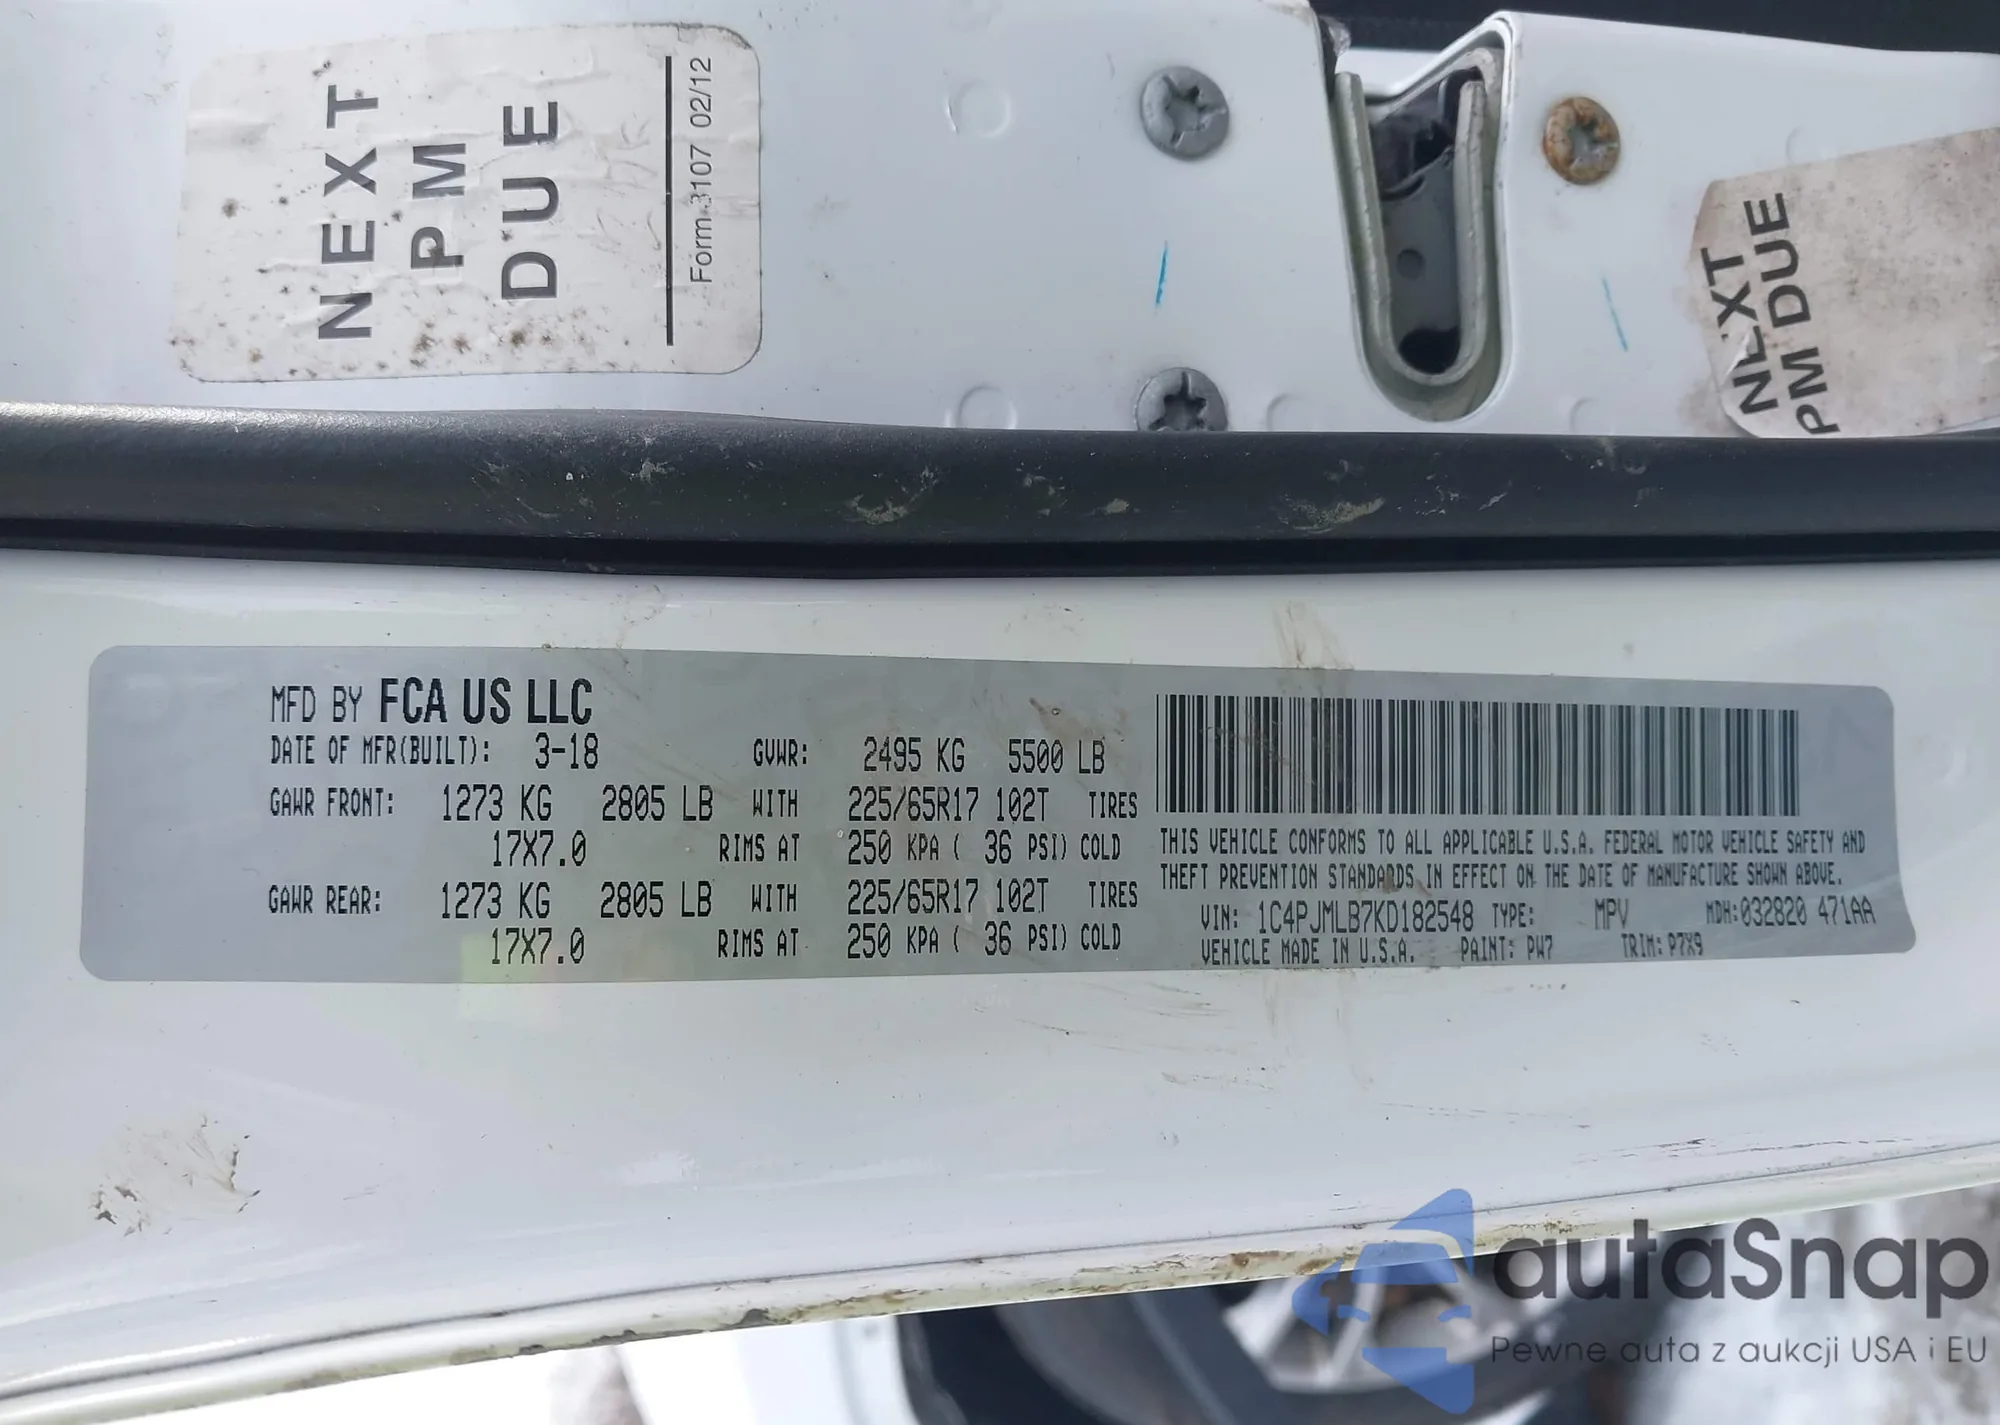 NEXT
PM
DUE
Form 3107 02/12
NEXT
PM DUE
MFD BY FCA US LLC
DATE OF MFR(BUILT): 3-18 GVWR: 2495 KG 5500 LB
GAWR FRONT: 1273 KG 2805 LB WITH 225/65R17 102T TIRES
17X7.0 RIMS AT 250 KPA ( 36 PSI) COLD
GAWR REAR: 1273 KG 2805 LB WITH 225/65R17 102T TIRES
17X7.0 RIMS AT 250 KPA ( 36 PSI) COLD
THIS VEHICLE CONFORMS TO ALL APPLICABLE U.S.A. FEDERAL MOTOR VEHICLE SAFETY AND
THEFT PREVENTION STANDARDS IN EFFECT ON THE DATE OF MANUFACTURE SHOWN ABOVE.
VIN: 1C4PJMLB7KD182548 TYPE: MPV MDH:032820 471AA
VEHICLE MADE IN U.S.A. PAINT: PW7 TRIM: P7X9
autaSnap
Pewne auta z aukcji USA i EU